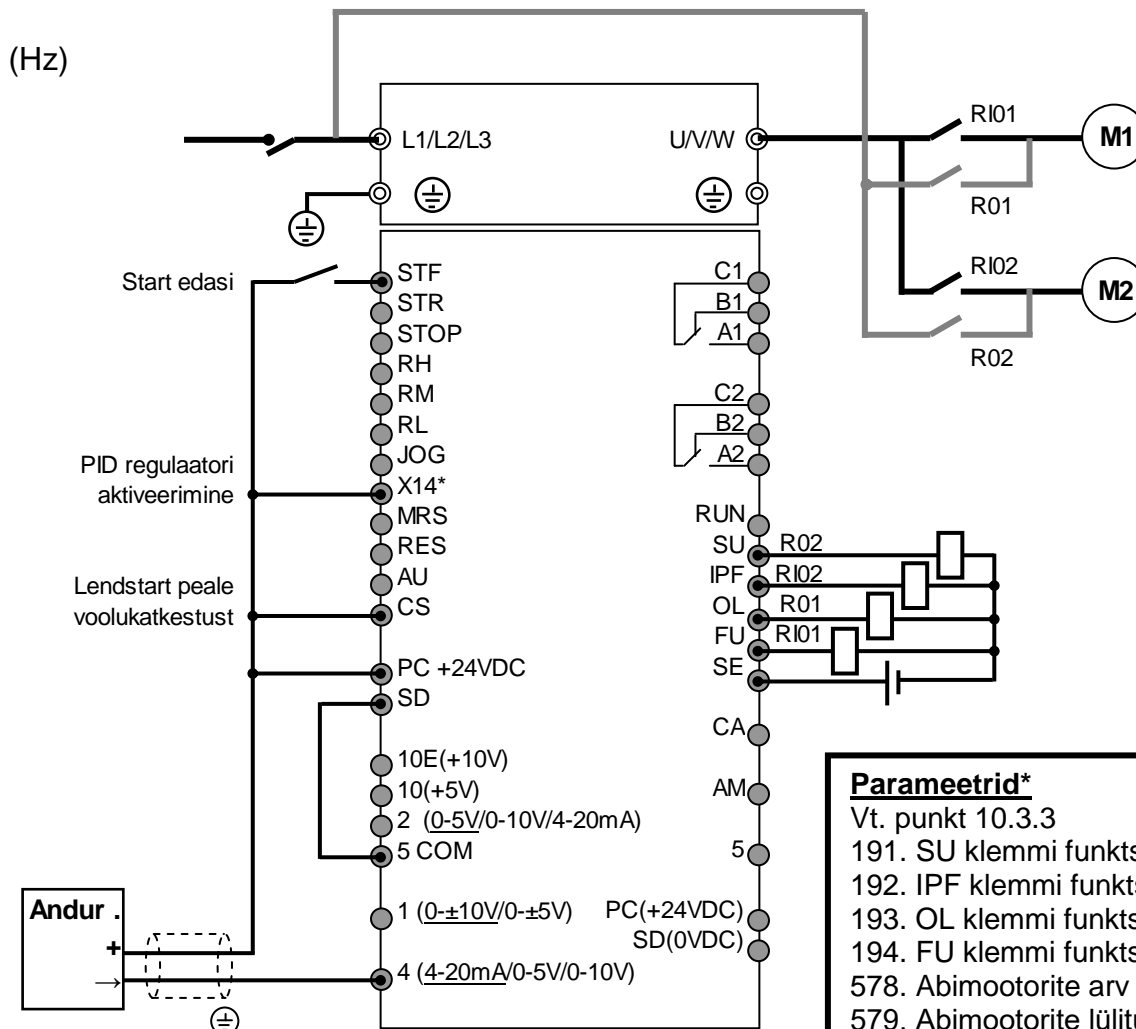 (Hz)
L1/L2/L3
U/V/W
RI01
M1
R01
RI02
M2
R02
Start edasi
STF
STR
STOP
RH
RM
RL
JOG
PID regulaatori
aktiveerimine
X14*
MRS
RES
AU
Lendstart peale
voolukatkestust
CS
PC +24VDC
SD
10E(+10V)
10(+5V)
2 (0-5V/0-10V/4-20mA)
5 COM
1 (0-±10V/0-±5V)
4 (4-20mA/0-5V/0-10V)
C1
B1
A1
C2
B2
A2
RUN
SU
R02
IPF
RI02
OL
R01
FU
RI01
SE
CA
AM
5
PC(+24VDC)
SD(0VDC)
Andur .
+
→
Parameetrid*
Vt. punkt 10.3.3
191. SU klemmi funkts
192. IPF klemmi funkts
193. OL klemmi funkts
194. FU klemmi funkts
578. Abimootorite arv
579. Abimootorite lülitu